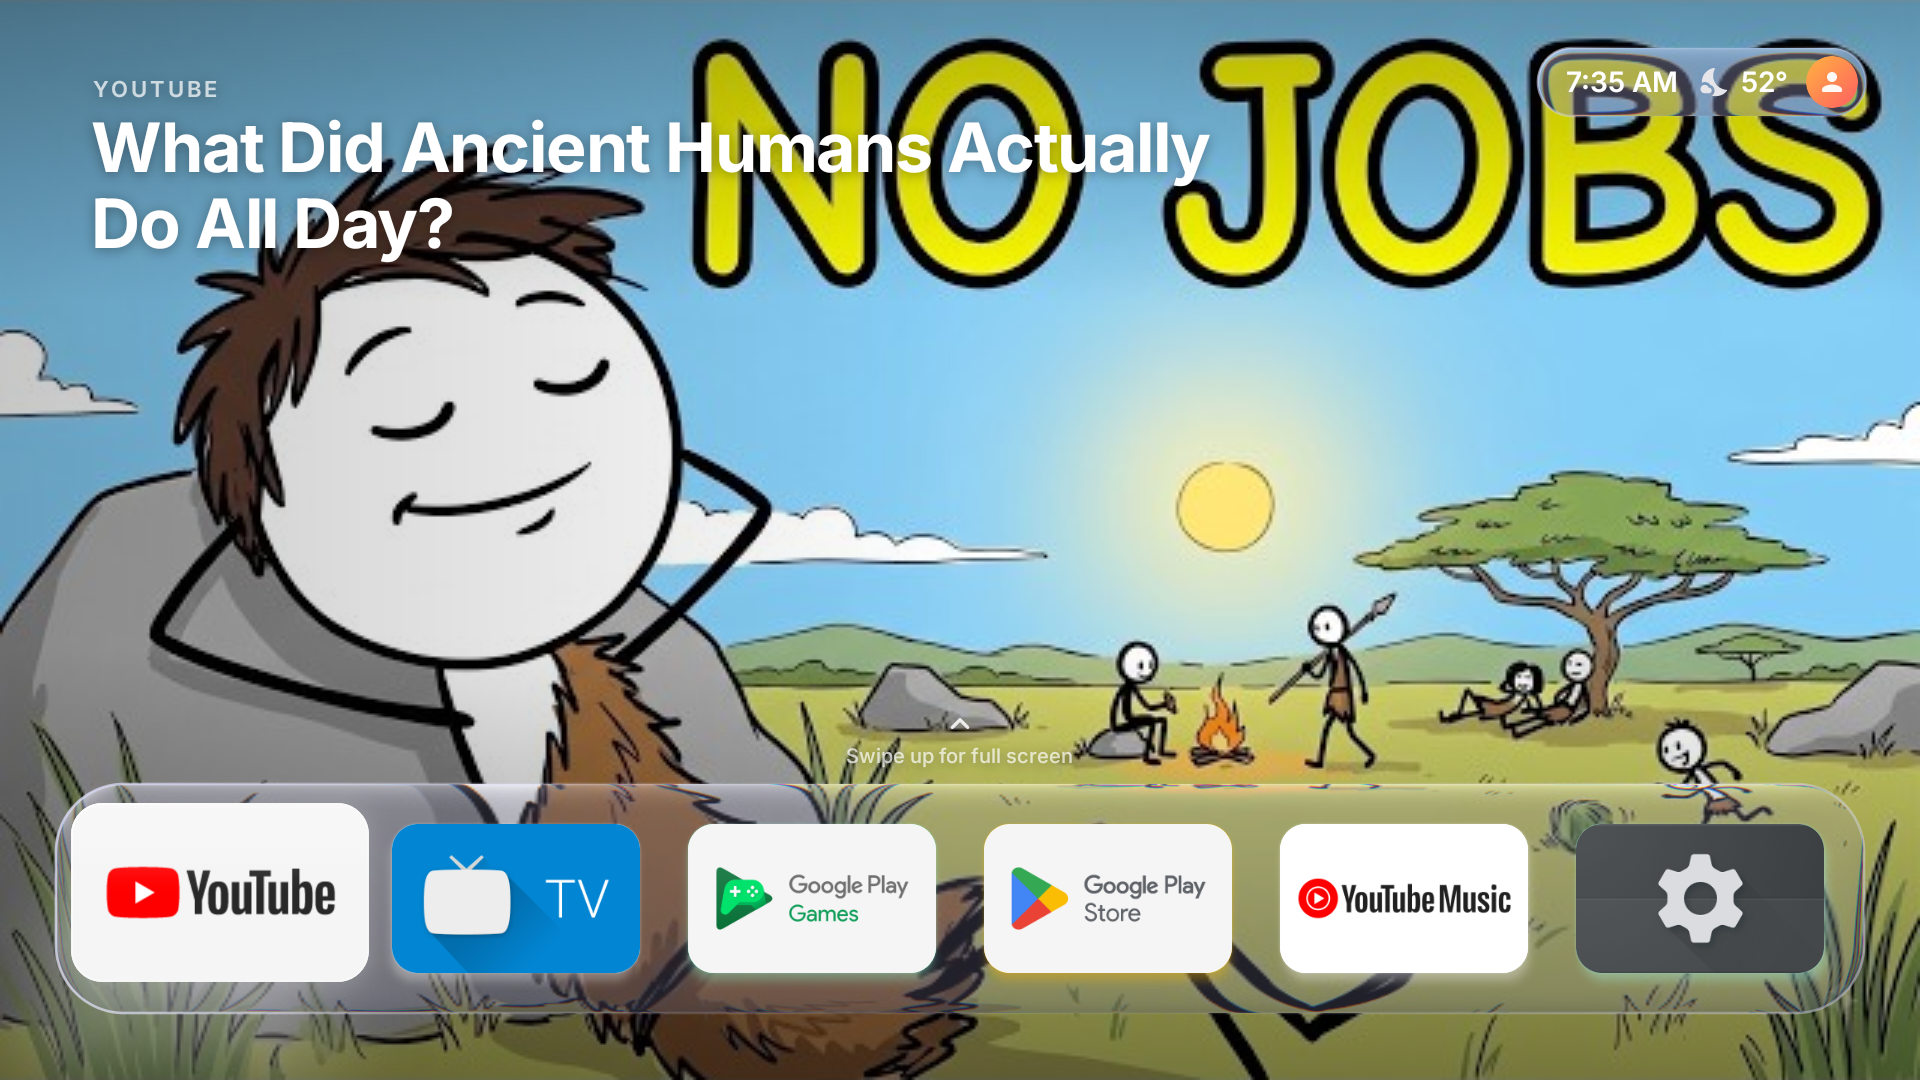 NO JOBS
7:35 AM 52°
YOUTUBE
What Did Ancient Humans Actually
Do All Day?
Swipe up for full screen
YouTube
TV
Google Play
Games
Google Play
Store
YouTube Music